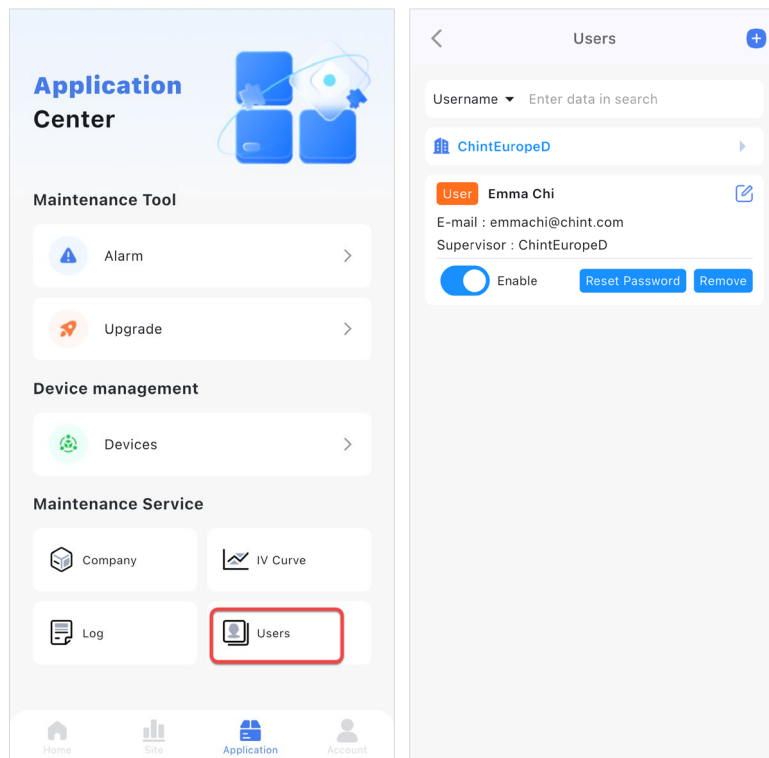 Application
Center
Maintenance Tool
Alarm
Upgrade
Device management
Devices
Maintenance Service
Company
IV Curve
Log
Users
Home
Site
Application
Account
Users
Username
Enter data in search
ChintEuropeD
User Emma Chi
E-mail : emmachi@chint.com
Supervisor : ChintEuropeD
Enable
Reset Password
Remove